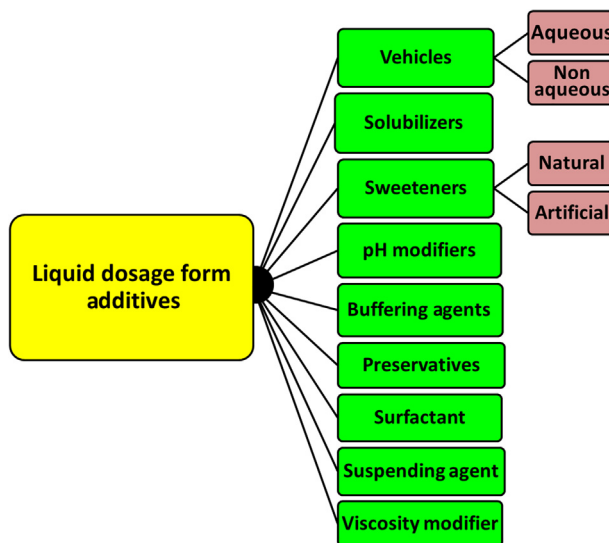 Liquid dosage form
additives
Vehicles
Aqueous
Non
aqueous
Solubilizers
Sweeteners
Natural
Artificial
pH modifiers
Buffering agents
Preservatives
Surfactant
Suspending agent
Viscosity modifier